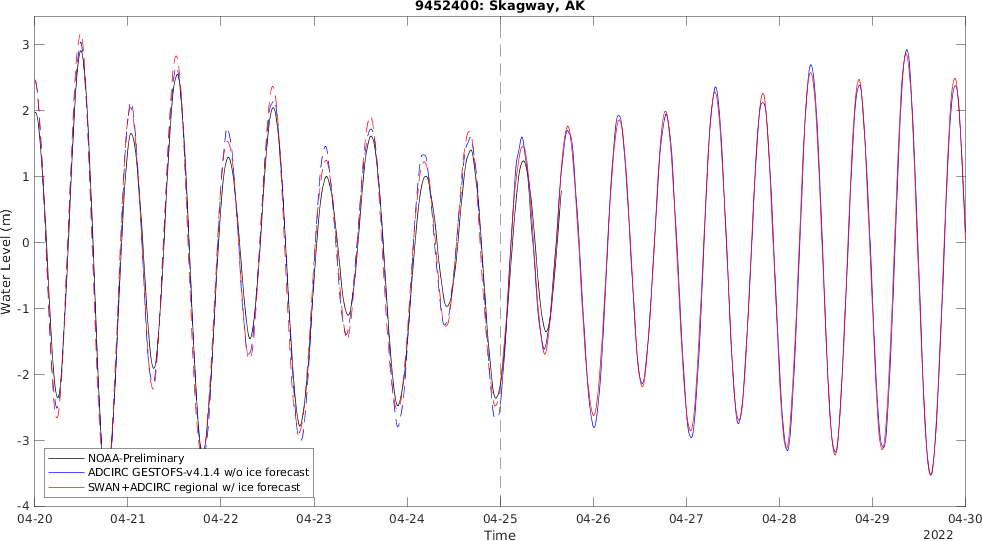 9452400: Skagway, AK
Water Level (m)
3
2
1
0
-1
-2
-3
-4
NOAA-Preliminary
ADCIRC GESTOFS-v4.1.4 w/o ice forecast
SWAN+ADCIRC regional w/ ice forecast
04-20 04-21 04-22 04-23 04-24 04-25 04-26 04-27 04-28 04-29 04-30
Time
2022